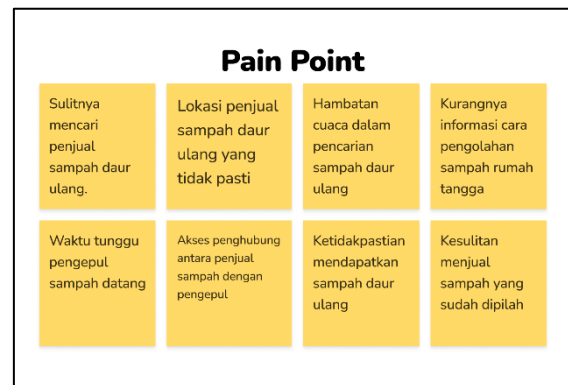 Pain Point
Sulitnya
mencari
penjual
sampah daur
ulang.
Lokasi penjual
sampah daur
ulang yang
tidak pasti
Hambatan
cuaca dalam
pencarian
sampah daur
ulang
Kurangnya
informasi cara
pengolahan
sampah rumah
tangga
Waktu tunggu
pengepul
sampah datang
Akses penghubung
antara penjual
sampah dengan
pengepul
Ketidakpastian
mendapatkan
sampah daur
ulang
Kesulitan
menjual
sampah yang
sudah dipilah